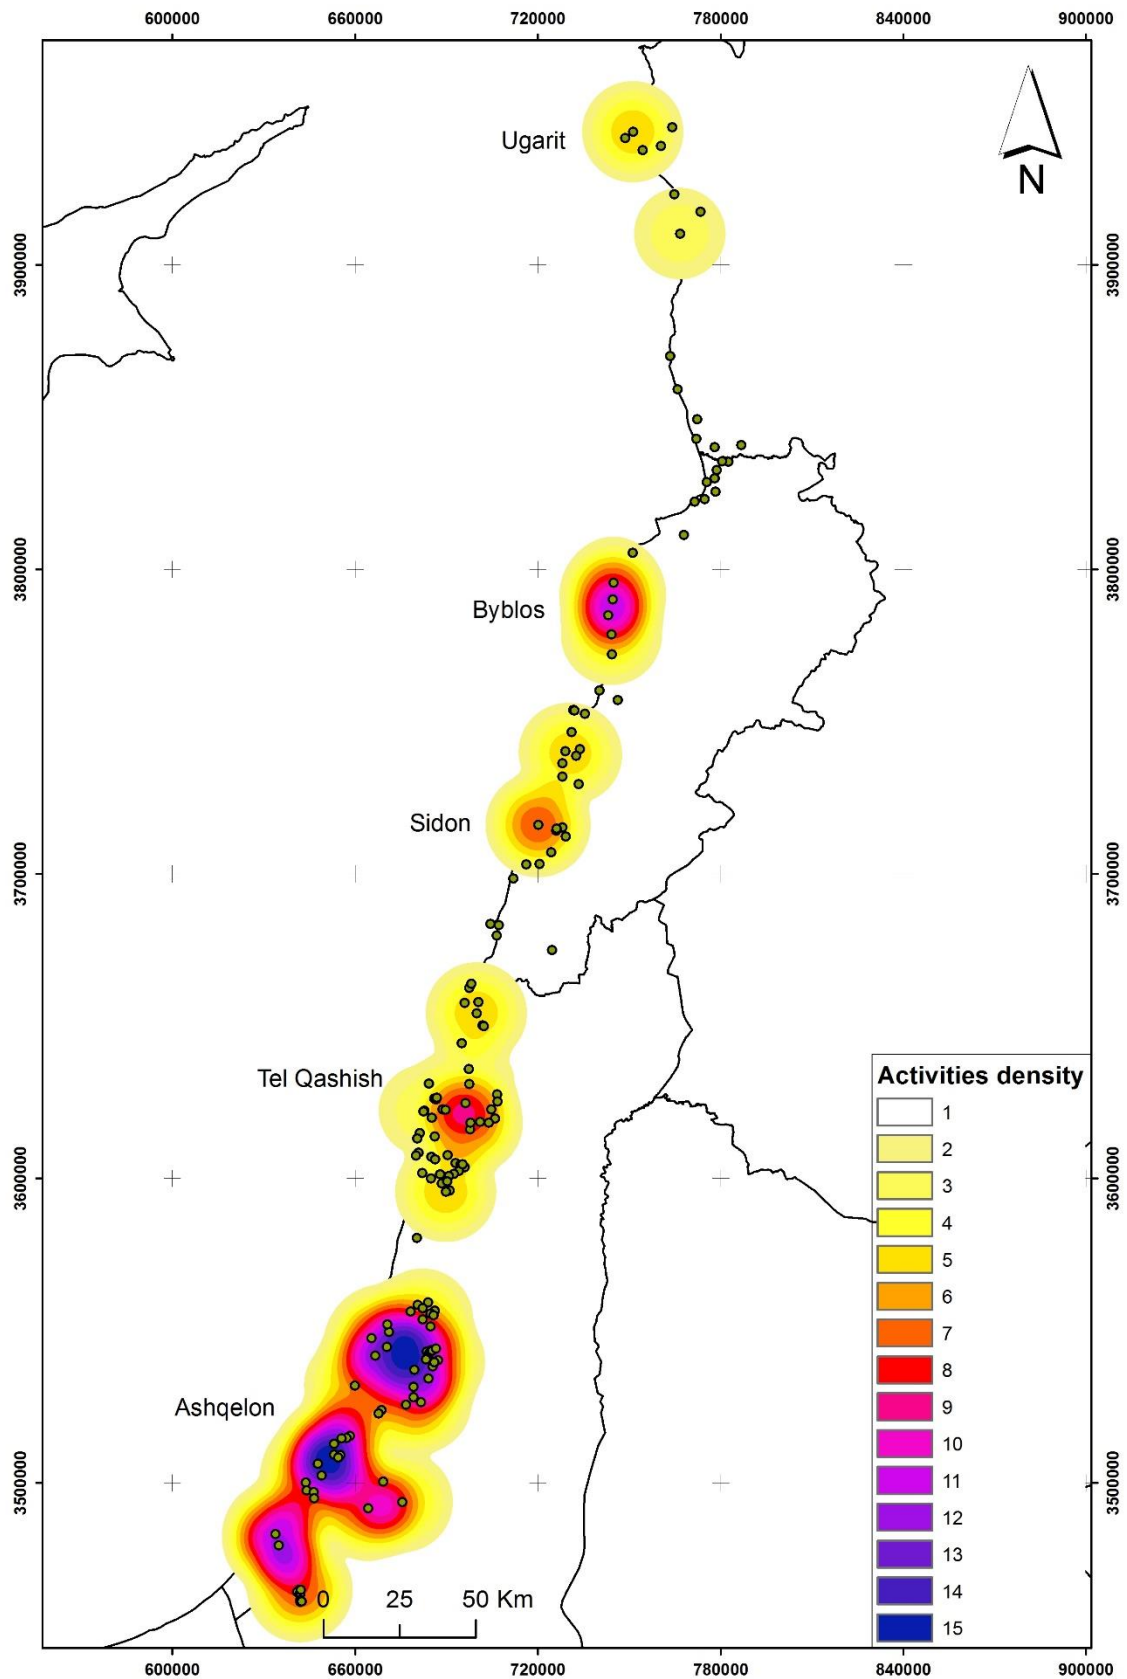 600000 660000 720000 780000 840000 900000
Ugarit
N
3900000 3900000
3800000 3800000
Byblos
Sidon
3700000 3700000
Tel Qashish
Activities density
1
2
3
3600000 3600000
4
5
6
7
8
Ashqelon
9
10
3500000 3500000
11
12
13
0 25 50 Km
14
15
600000 660000 720000 780000 840000 900000